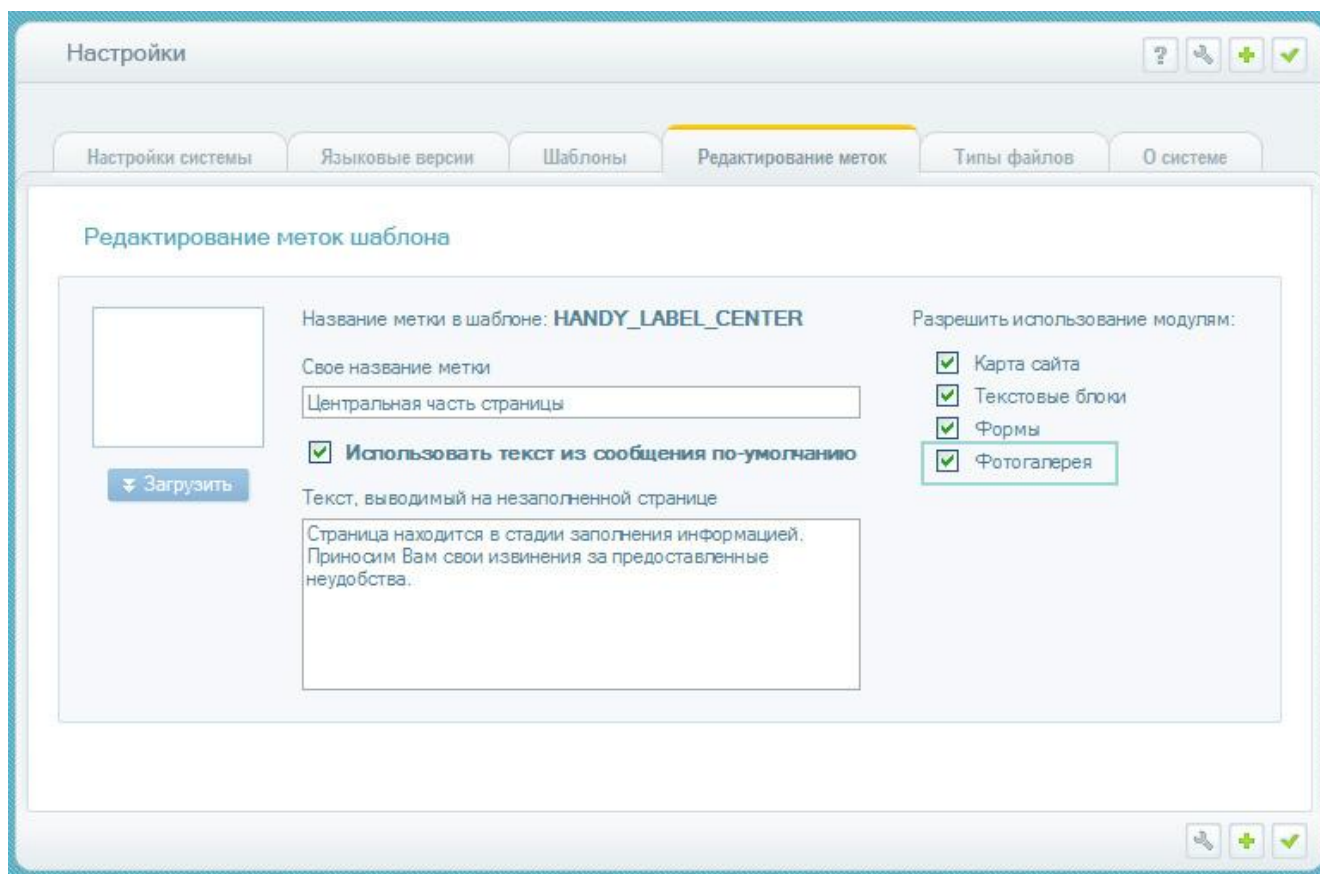 Настройки
?
Настройки системы
Языковые версии
Шаблоны
Редактирование меток
Типы файлов
О системе
Редактирование меток шаблона
Название метки в шаблоне: HANDY_LABEL_CENTER
Свое название метки
Центральная часть страницы
Использовать текст из сообщения по-умолчанию
Загрузить
Текст, выводимый на незаполненной странице
Страница находится в стадии заполнения информацией.
Приносим Вам свои извинения за предоставленные
неудобства.
Разрешить использование модулям:
Карта сайта
Текстовые блоки
Формы
Фотогалерея